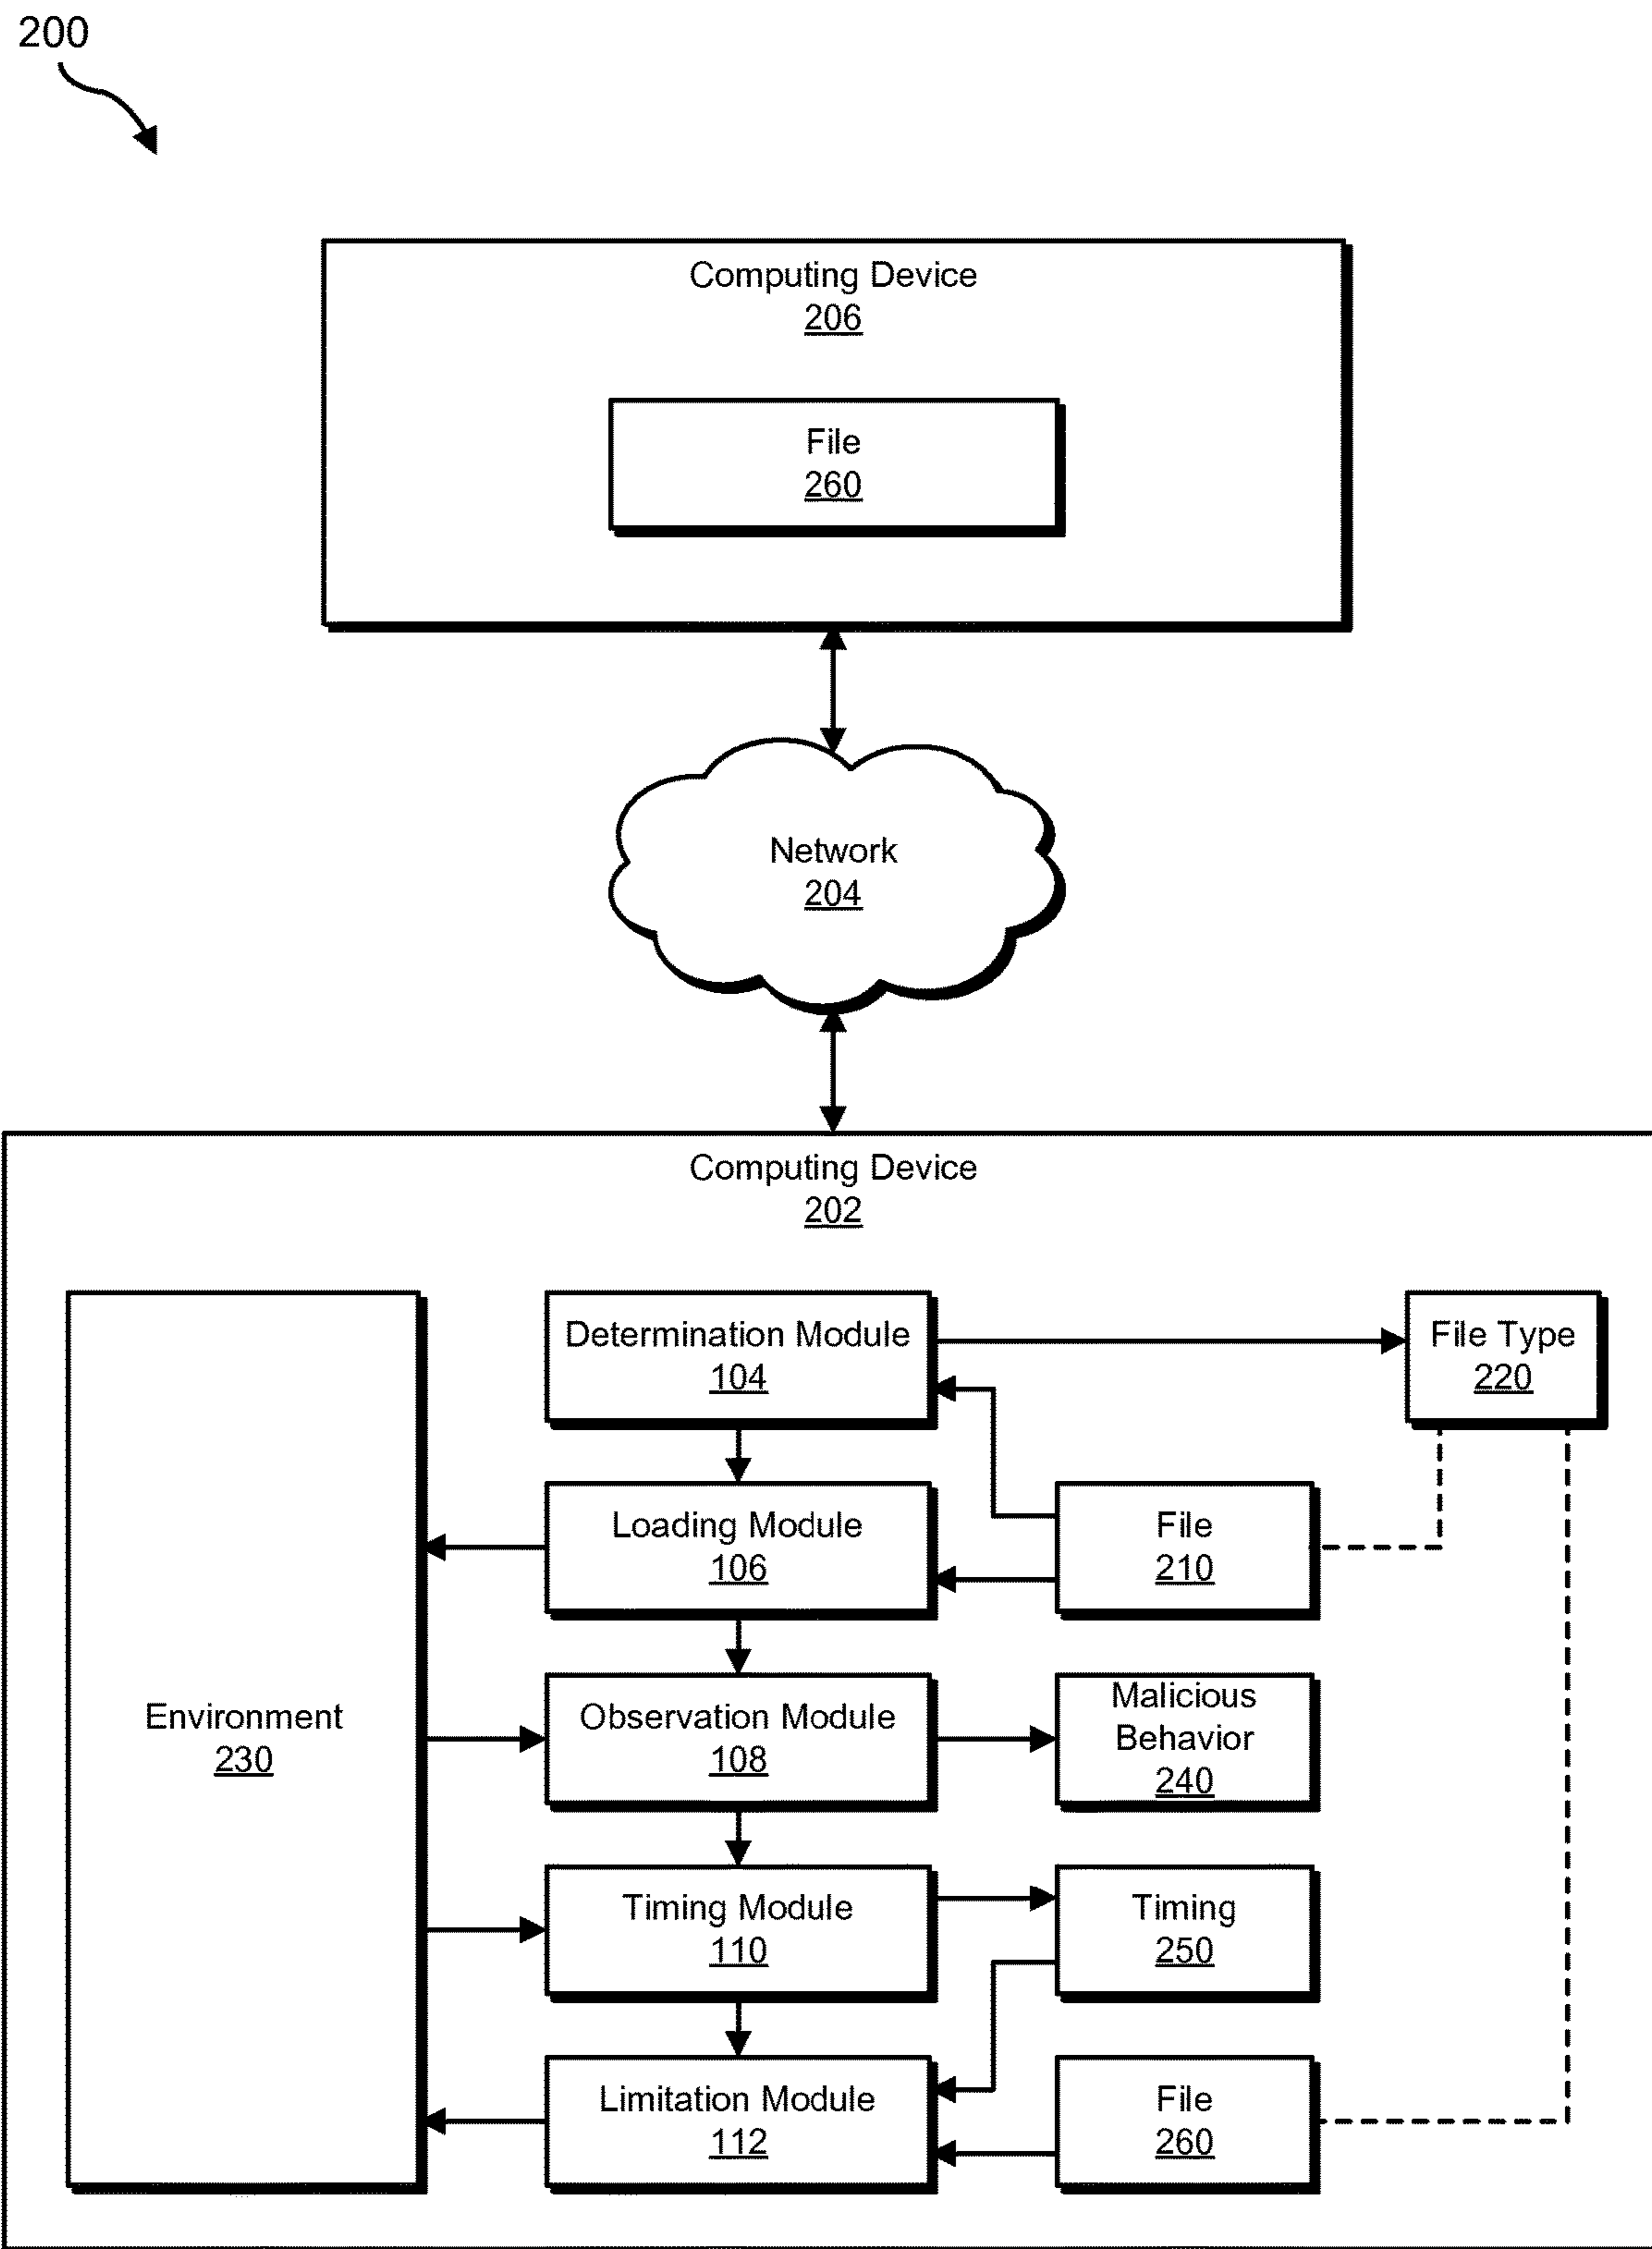 200
Computing Device
206
File
260
Network
204
Computing Device
202
Environment
230
Determination Module
104
File Type
220
Loading Module
106
File
210
Observation Module
108
Malicious
Behavior
240
Timing Module
110
Timing
250
Limitation Module
112
File
260